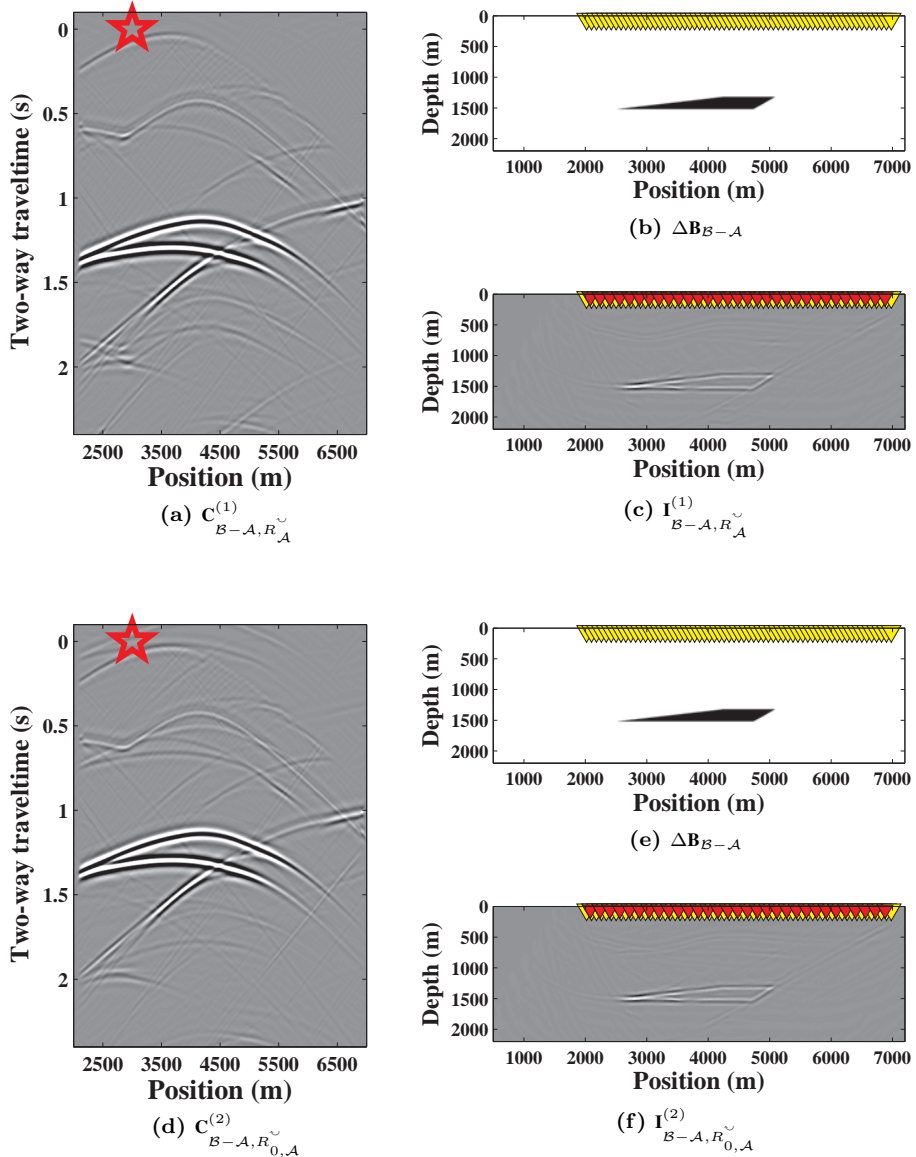 0
0.5
1
1.5
2
Two-way traveltime (s)
2500 3500 4500 5500 6500
Position (m)
(a) C^{(1)}_{ℬ−𝒜,R^{⌣}_{𝒜}}
0
500
1000
1500
2000
Depth (m)
1000 2000 3000 4000 5000 6000 7000
Position (m)
(b) ΔB_{ℬ−𝒜}
0
500
1000
1500
2000
Depth (m)
1000 2000 3000 4000 5000 6000 7000
Position (m)
(c) I^{(1)}_{ℬ−𝒜,R^{⌣}_{𝒜}}
0
0.5
1
1.5
2
Two-way traveltime (s)
2500 3500 4500 5500 6500
Position (m)
(d) C^{(2)}_{ℬ−𝒜,R^{⌣}_{0,𝒜}}
0
500
1000
1500
2000
Depth (m)
1000 2000 3000 4000 5000 6000 7000
Position (m)
(e) ΔB_{ℬ−𝒜}
0
500
1000
1500
2000
Depth (m)
1000 2000 3000 4000 5000 6000 7000
Position (m)
(f) I^{(2)}_{ℬ−𝒜,R^{⌣}_{0,𝒜}}